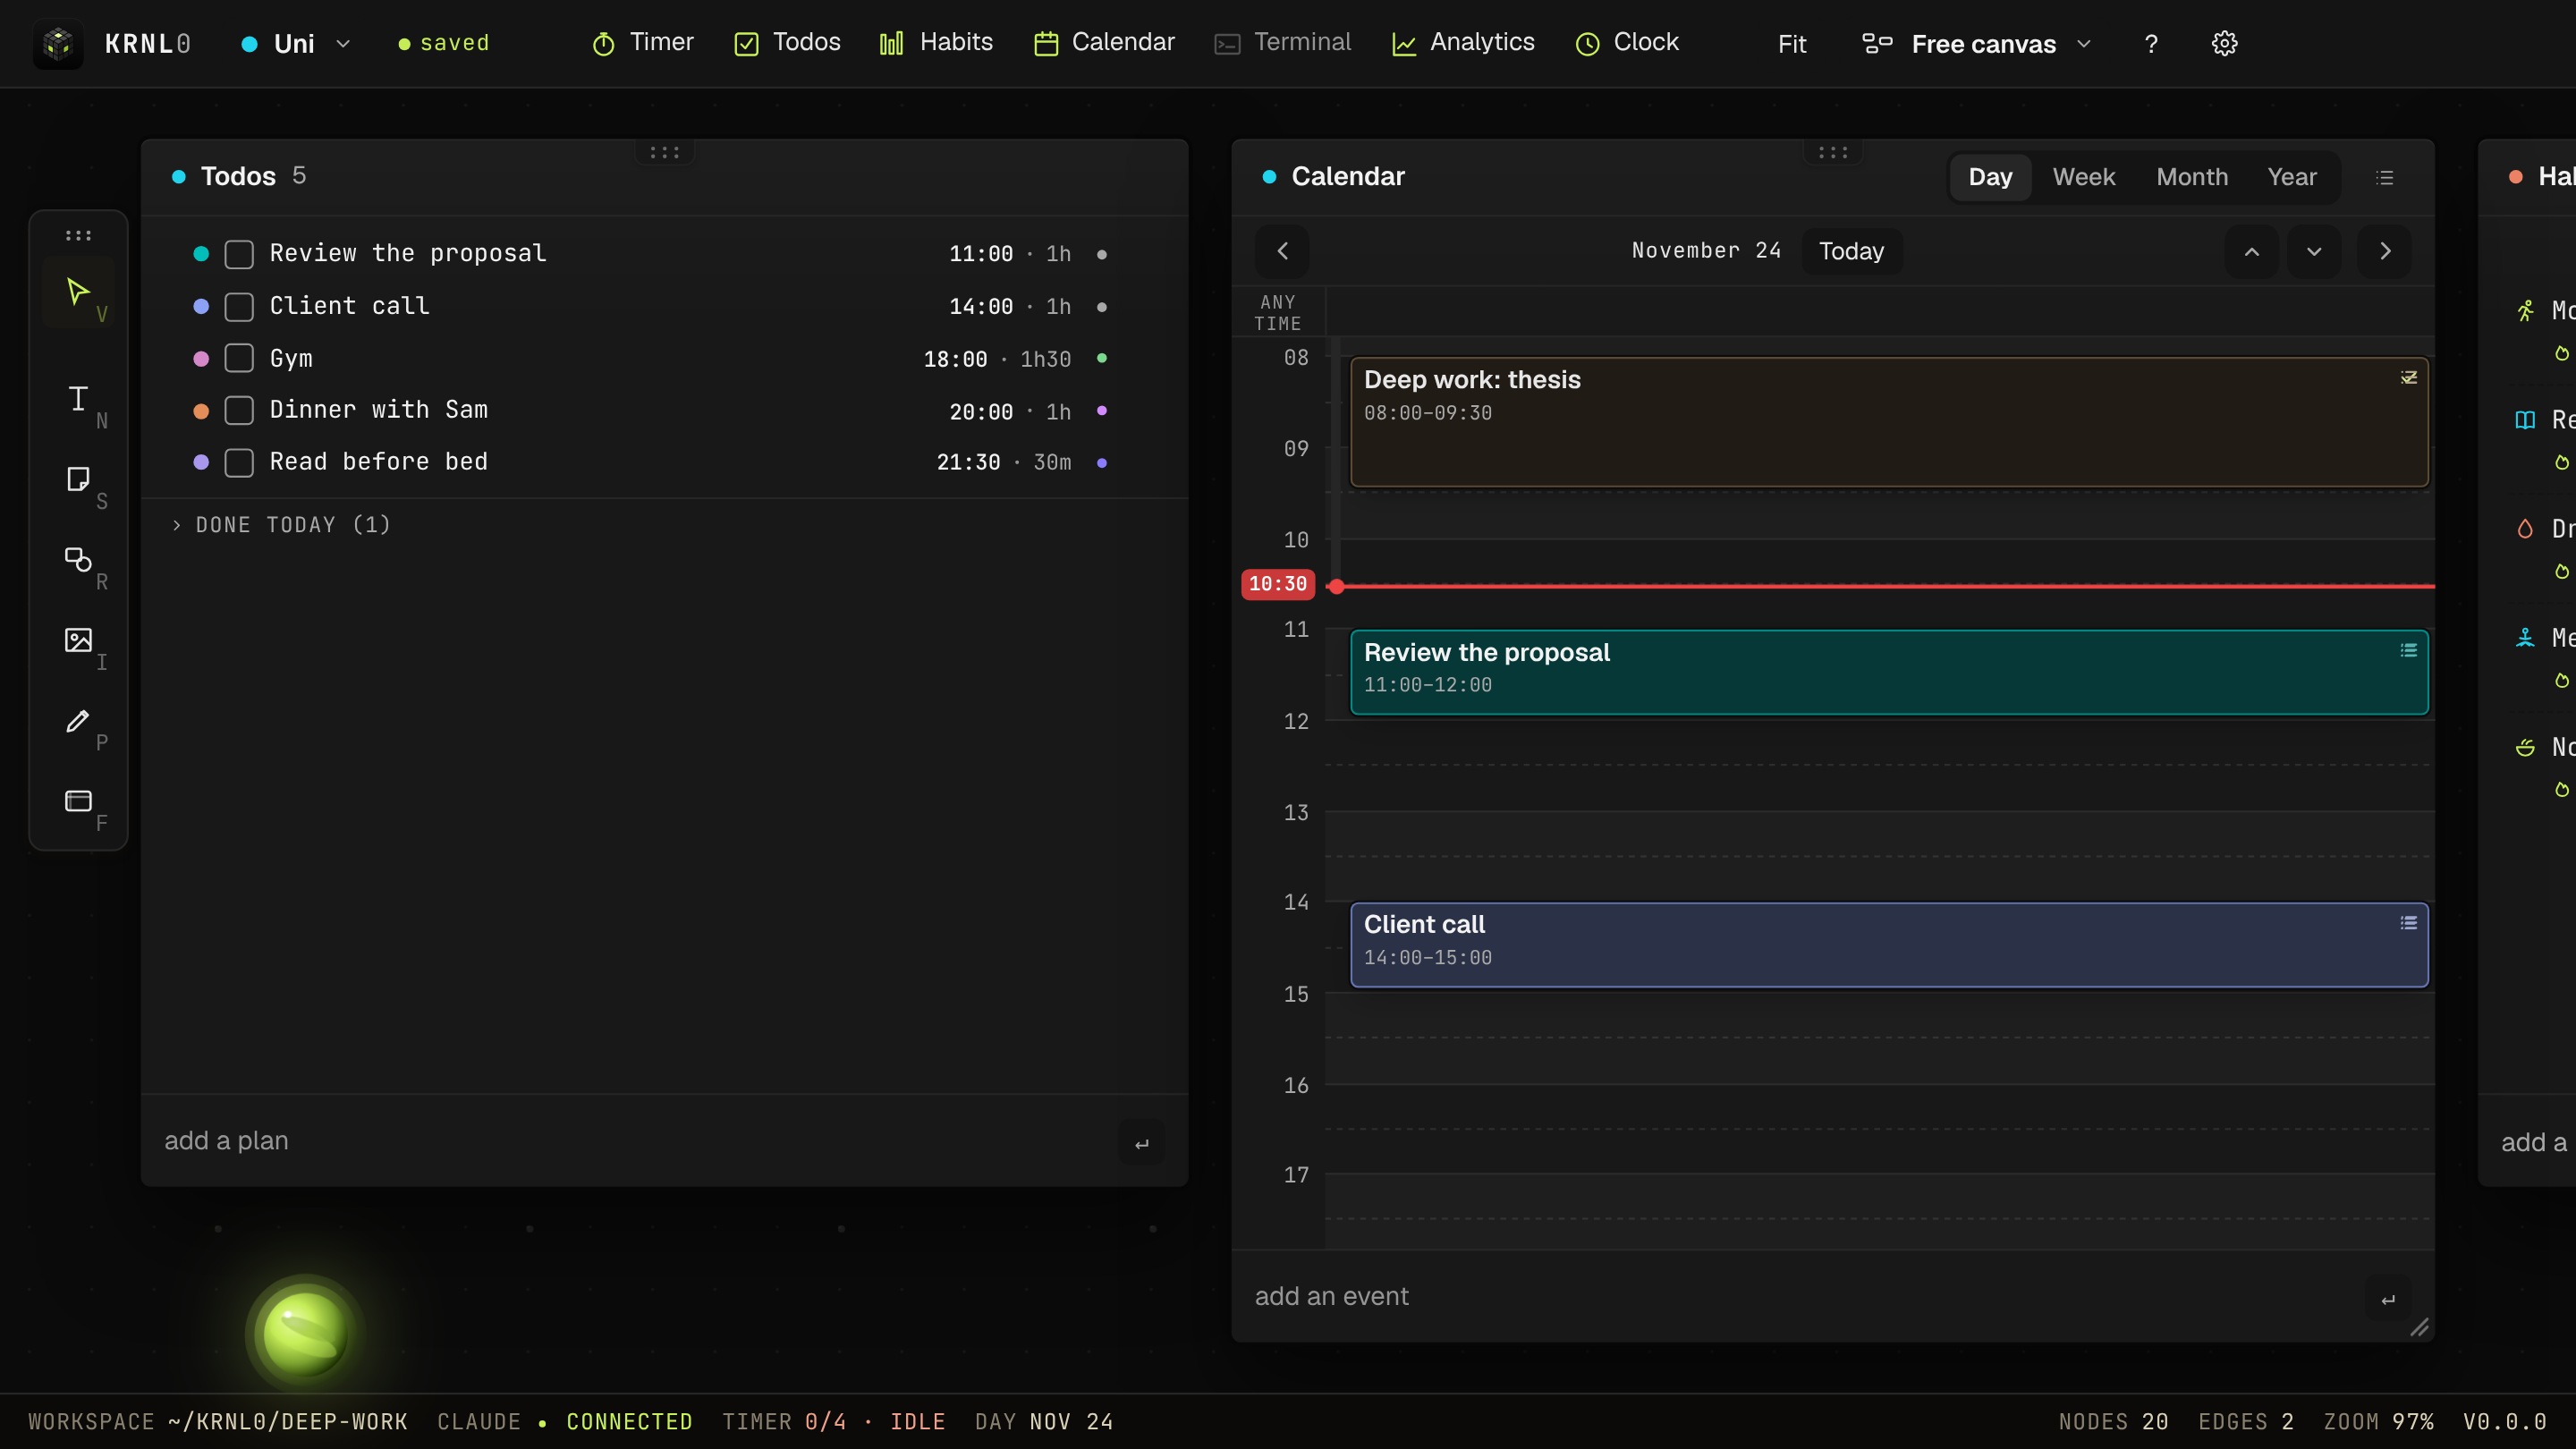 KRNL0 Uni saved Timer Todos Habits Calendar Terminal Analytics Clock Fit Free canvas ?
V
N
S
R
I
P
F
Todos 5
Review the proposal 11:00 · 1h
Client call 14:00 · 1h
Gym 18:00 · 1h30
Dinner with Sam 20:00 · 1h
Read before bed 21:30 · 30m
DONE TODAY (1)
add a plan
Calendar Day Week Month Year
November 24 Today
ANY
TIME
08
Deep work: thesis
08:00–09:30
09
10
10:30
11
Review the proposal
11:00–12:00
12
13
14
Client call
14:00–15:00
15
16
17
add an event
add a
WORKSPACE ~/KRNL0/DEEP-WORK CLAUDE • CONNECTED TIMER 0/4 · IDLE DAY NOV 24 NODES 20 EDGES 2 ZOOM 97% V0.0.0